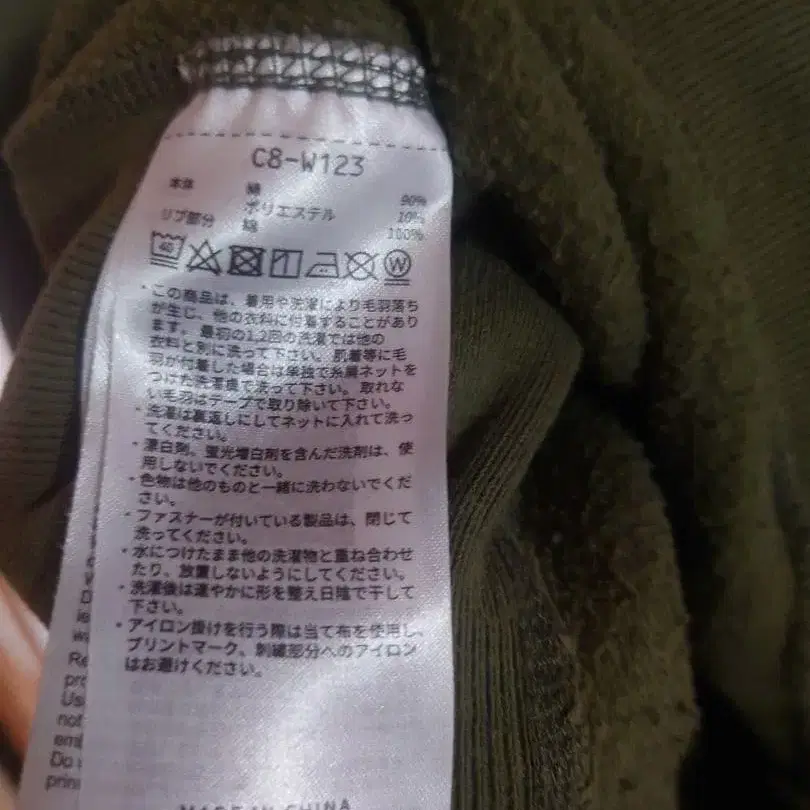 C8-W123
本体 綿 90%
ポリエステル 10%
リブ部分 綿 100%
40
W
・この商品は、着用や洗濯により毛羽落ち
が生じ、他の衣料に付着することがあり
ます。最初の1,2回の洗濯では他の
衣料と別に洗って下さい。肌着等に毛
羽が付着した場合は単独で糸屑ネットを
つけた洗濯機で洗って下さい。取れな
い毛羽はテープで取り除いて下さい。
・洗濯は裏返しにしてネットに入れて洗っ
てください。
・漂白剤、蛍光増白剤を含んだ洗剤は、使
用しないでください。
・色物は他のものと一緒に洗わないでくだ
さい。
・ファスナーが付いている製品は、閉じて
洗ってください。
・水につけたまま他の洗濯物と重ね合わせ
たり、放置しないようにしてください。
・洗濯後は速やかに形を整え日陰で干して
下さい。
・アイロン掛けを行う際は当て布を使用し、
プリントマーク、刺繍部分へのアイロン
はお避けください。
MADE IN CHINA
Re
pro
Us
not
emb
Do
prin